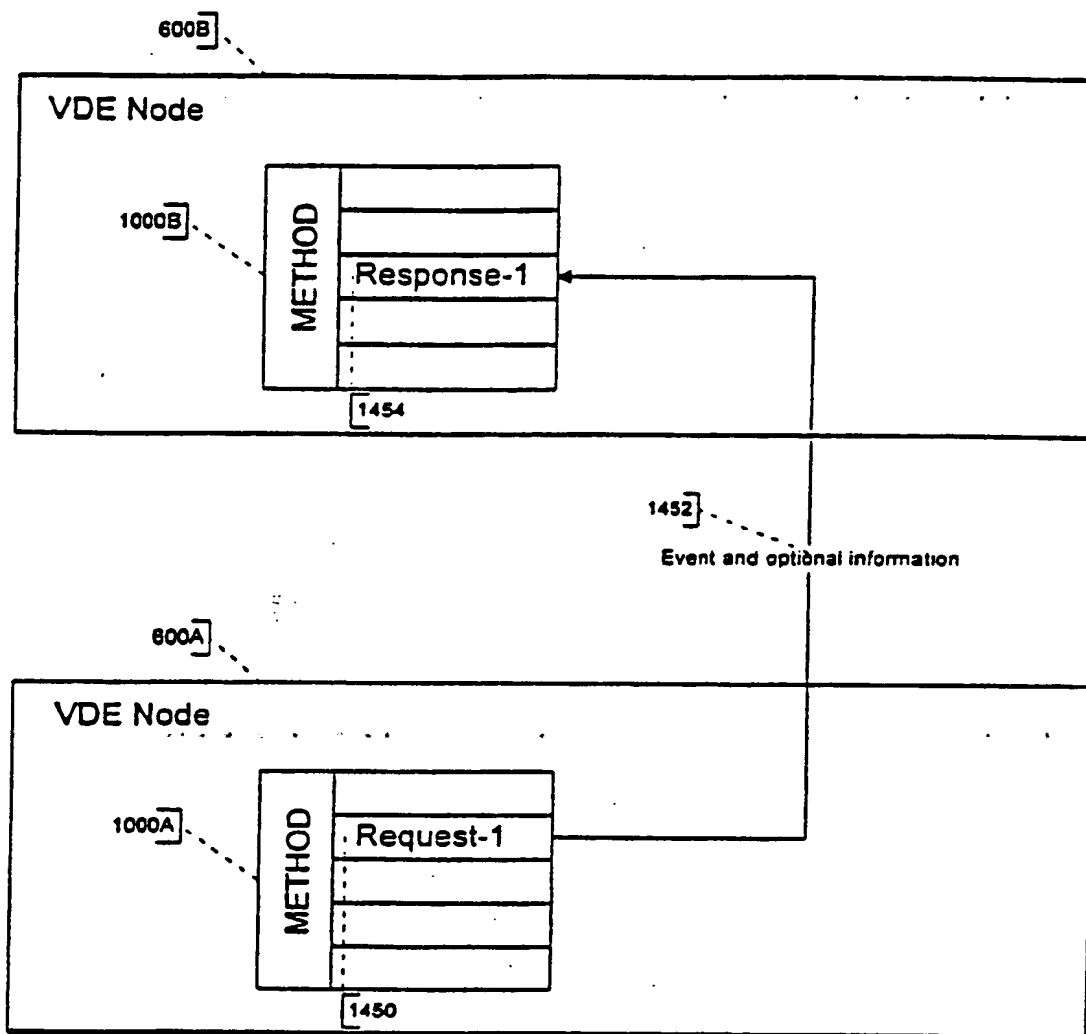 600B
VDE Node
1000B
METHOD
Response-1
1454
1452
Event and optional information
600A
VDE Node
1000A
METHOD
Request-1
1450